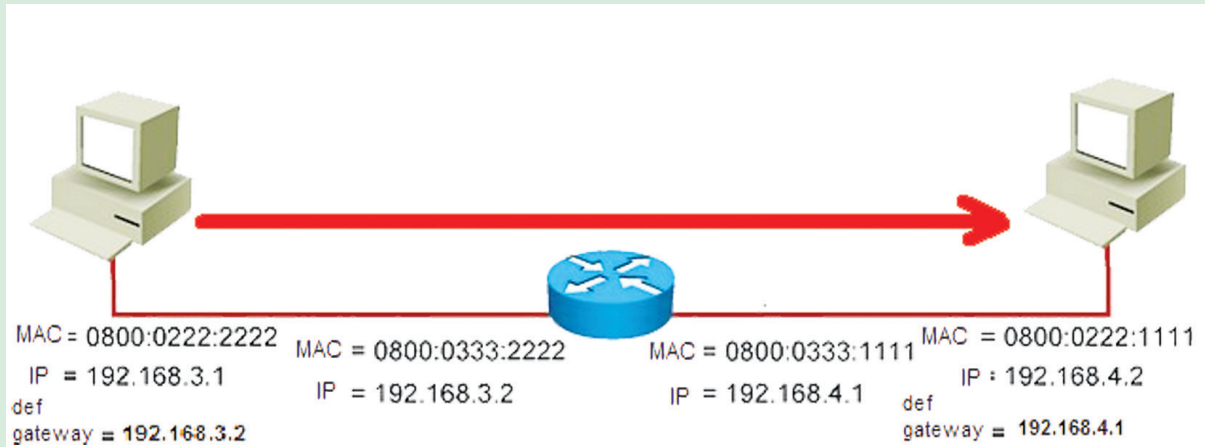 MAC = 0800:0222:2222
IP = 192.168.3.1
def
gateway = 192.168.3.2
MAC = 0800:0333:2222
IP = 192.168.3.2
MAC = 0800:0333:1111
IP = 192.168.4.1
MAC = 0800:0222:1111
IP : 192.168.4.2
def
gateway = 192.168.4.1